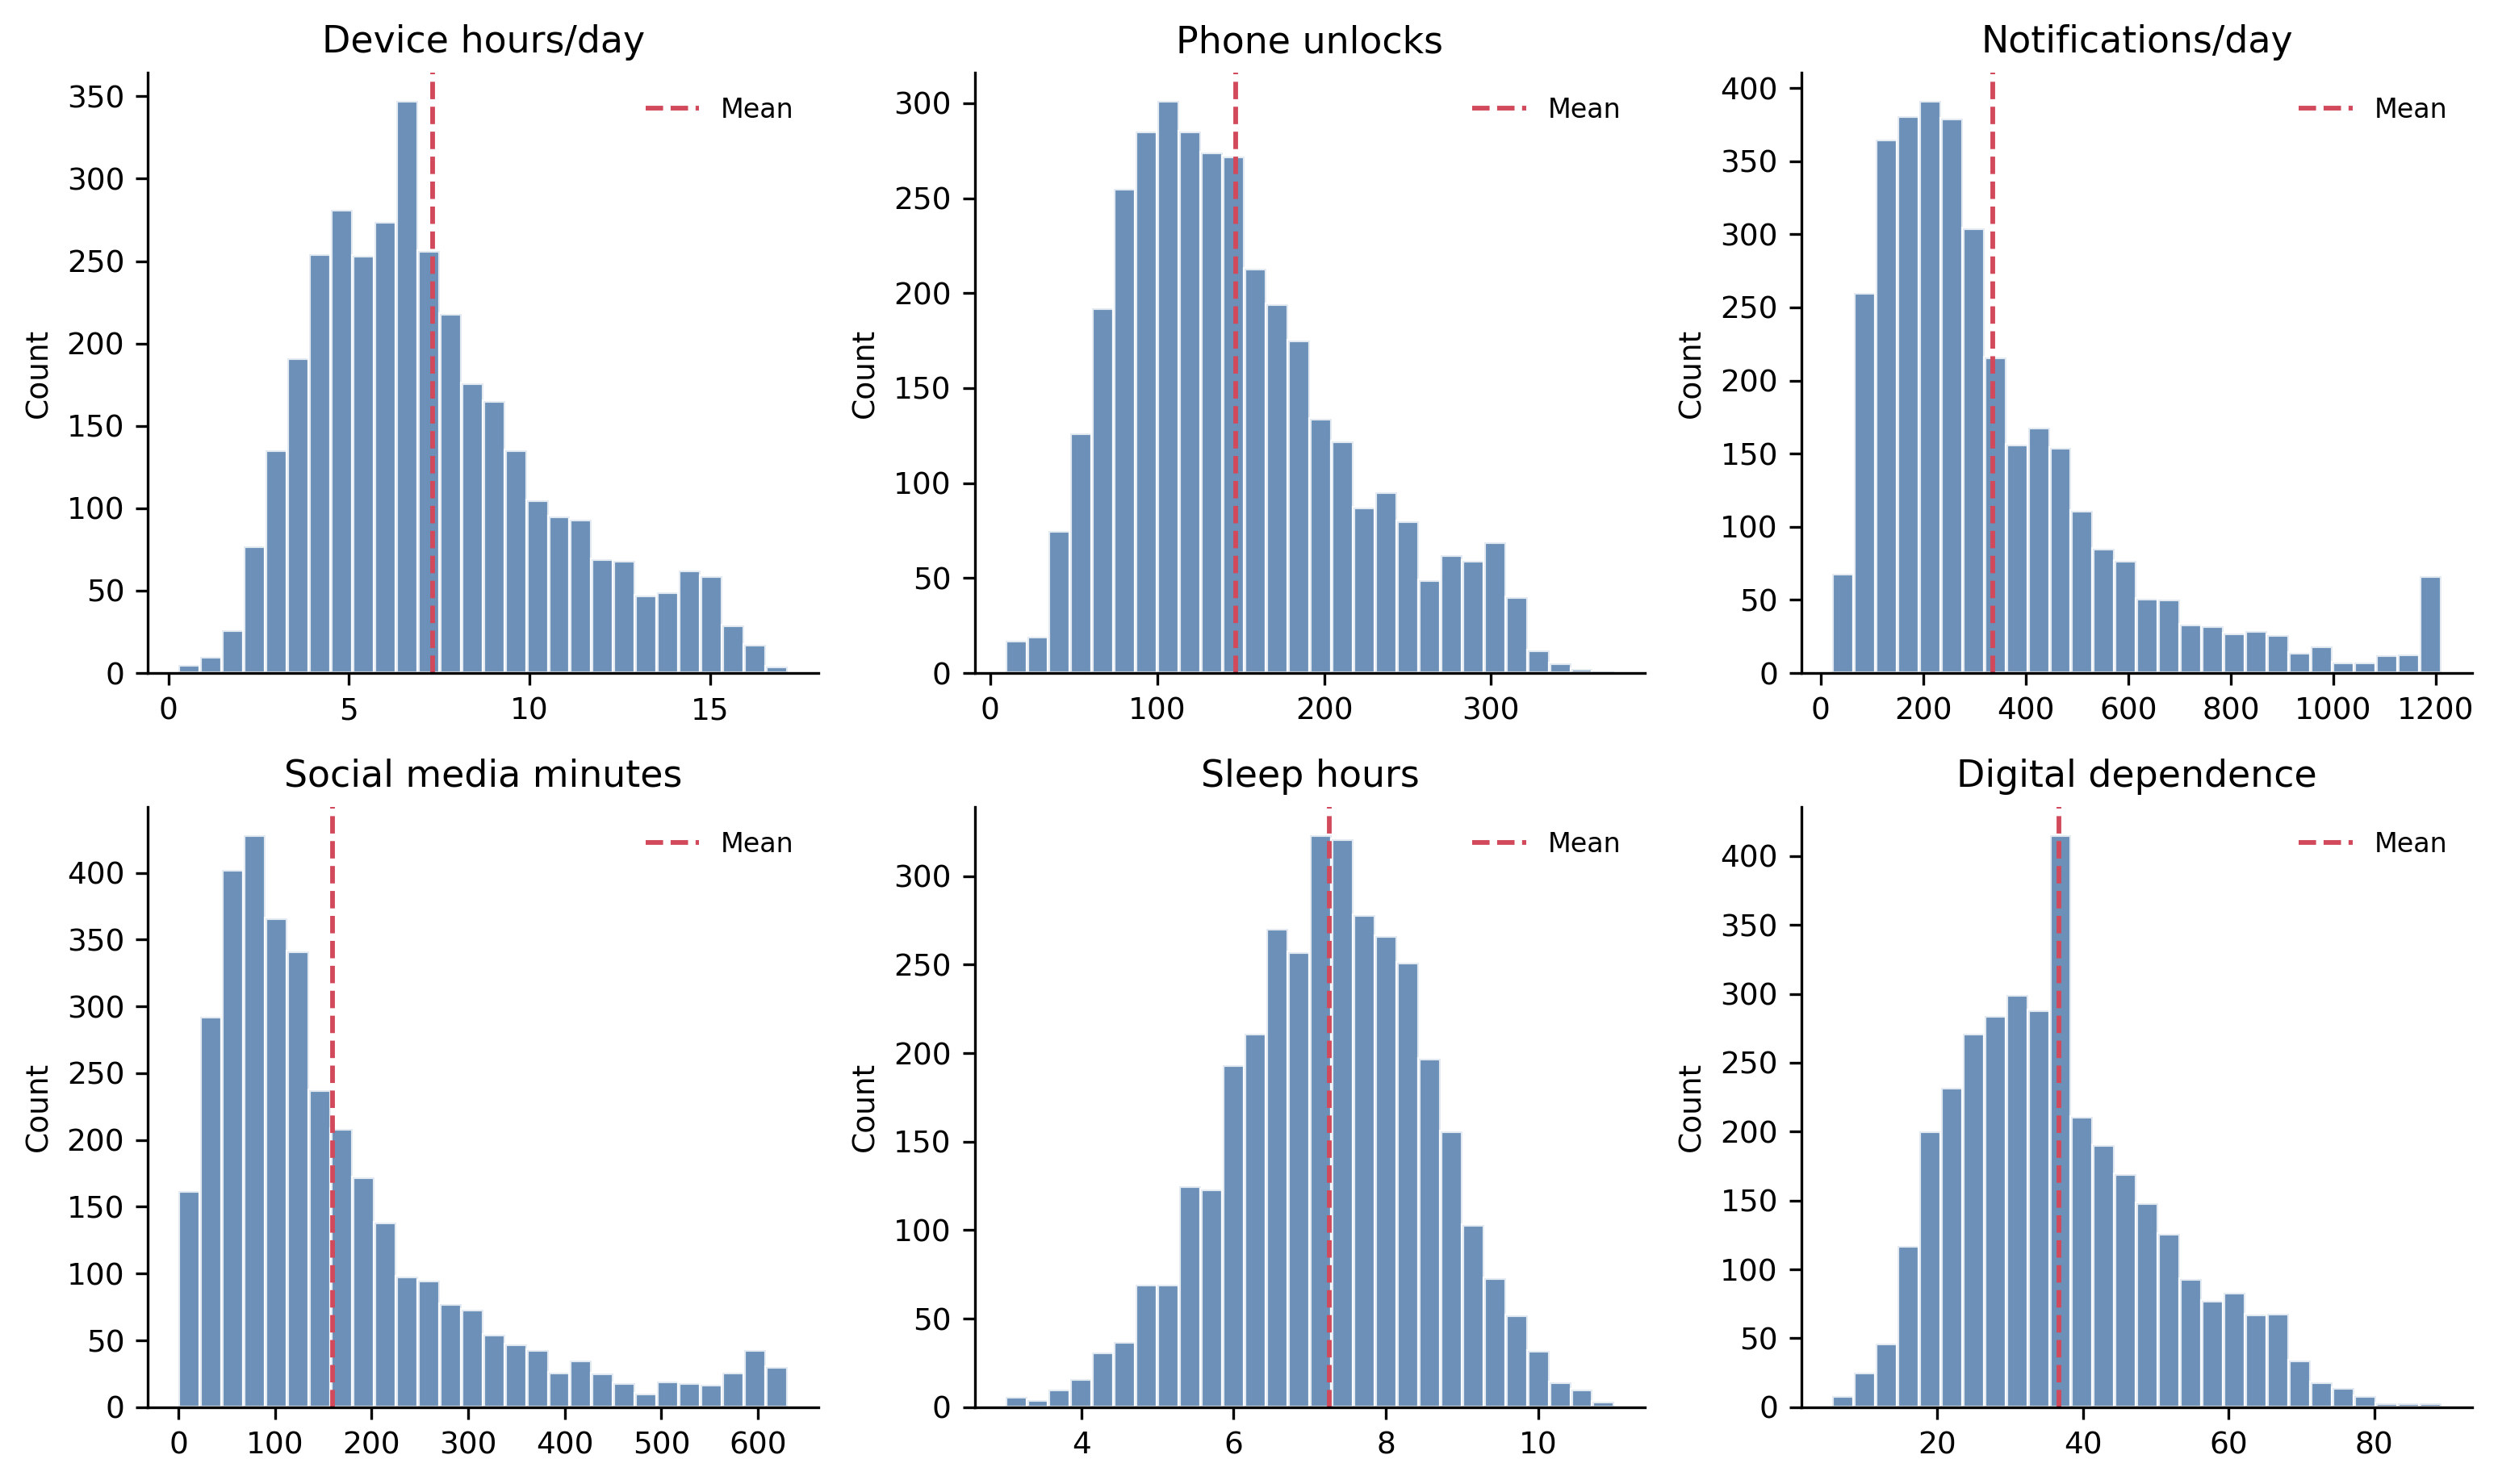 Device hours/day
Phone unlocks
Notifications/day
Mean
Mean
Mean
Count
Count
Count
350
300
250
200
150
100
50
0
300
250
200
150
100
50
0
400
350
300
250
200
150
100
50
0
0 5 10 15
0 100 200 300
0 200 400 600 800 1000 1200
Social media minutes
Sleep hours
Digital dependence
Mean
Mean
Mean
Count
Count
Count
400
350
300
250
200
150
100
50
0
300
250
200
150
100
50
0
400
350
300
250
200
150
100
50
0
0 100 200 300 400 500 600
4 6 8 10
20 40 60 80